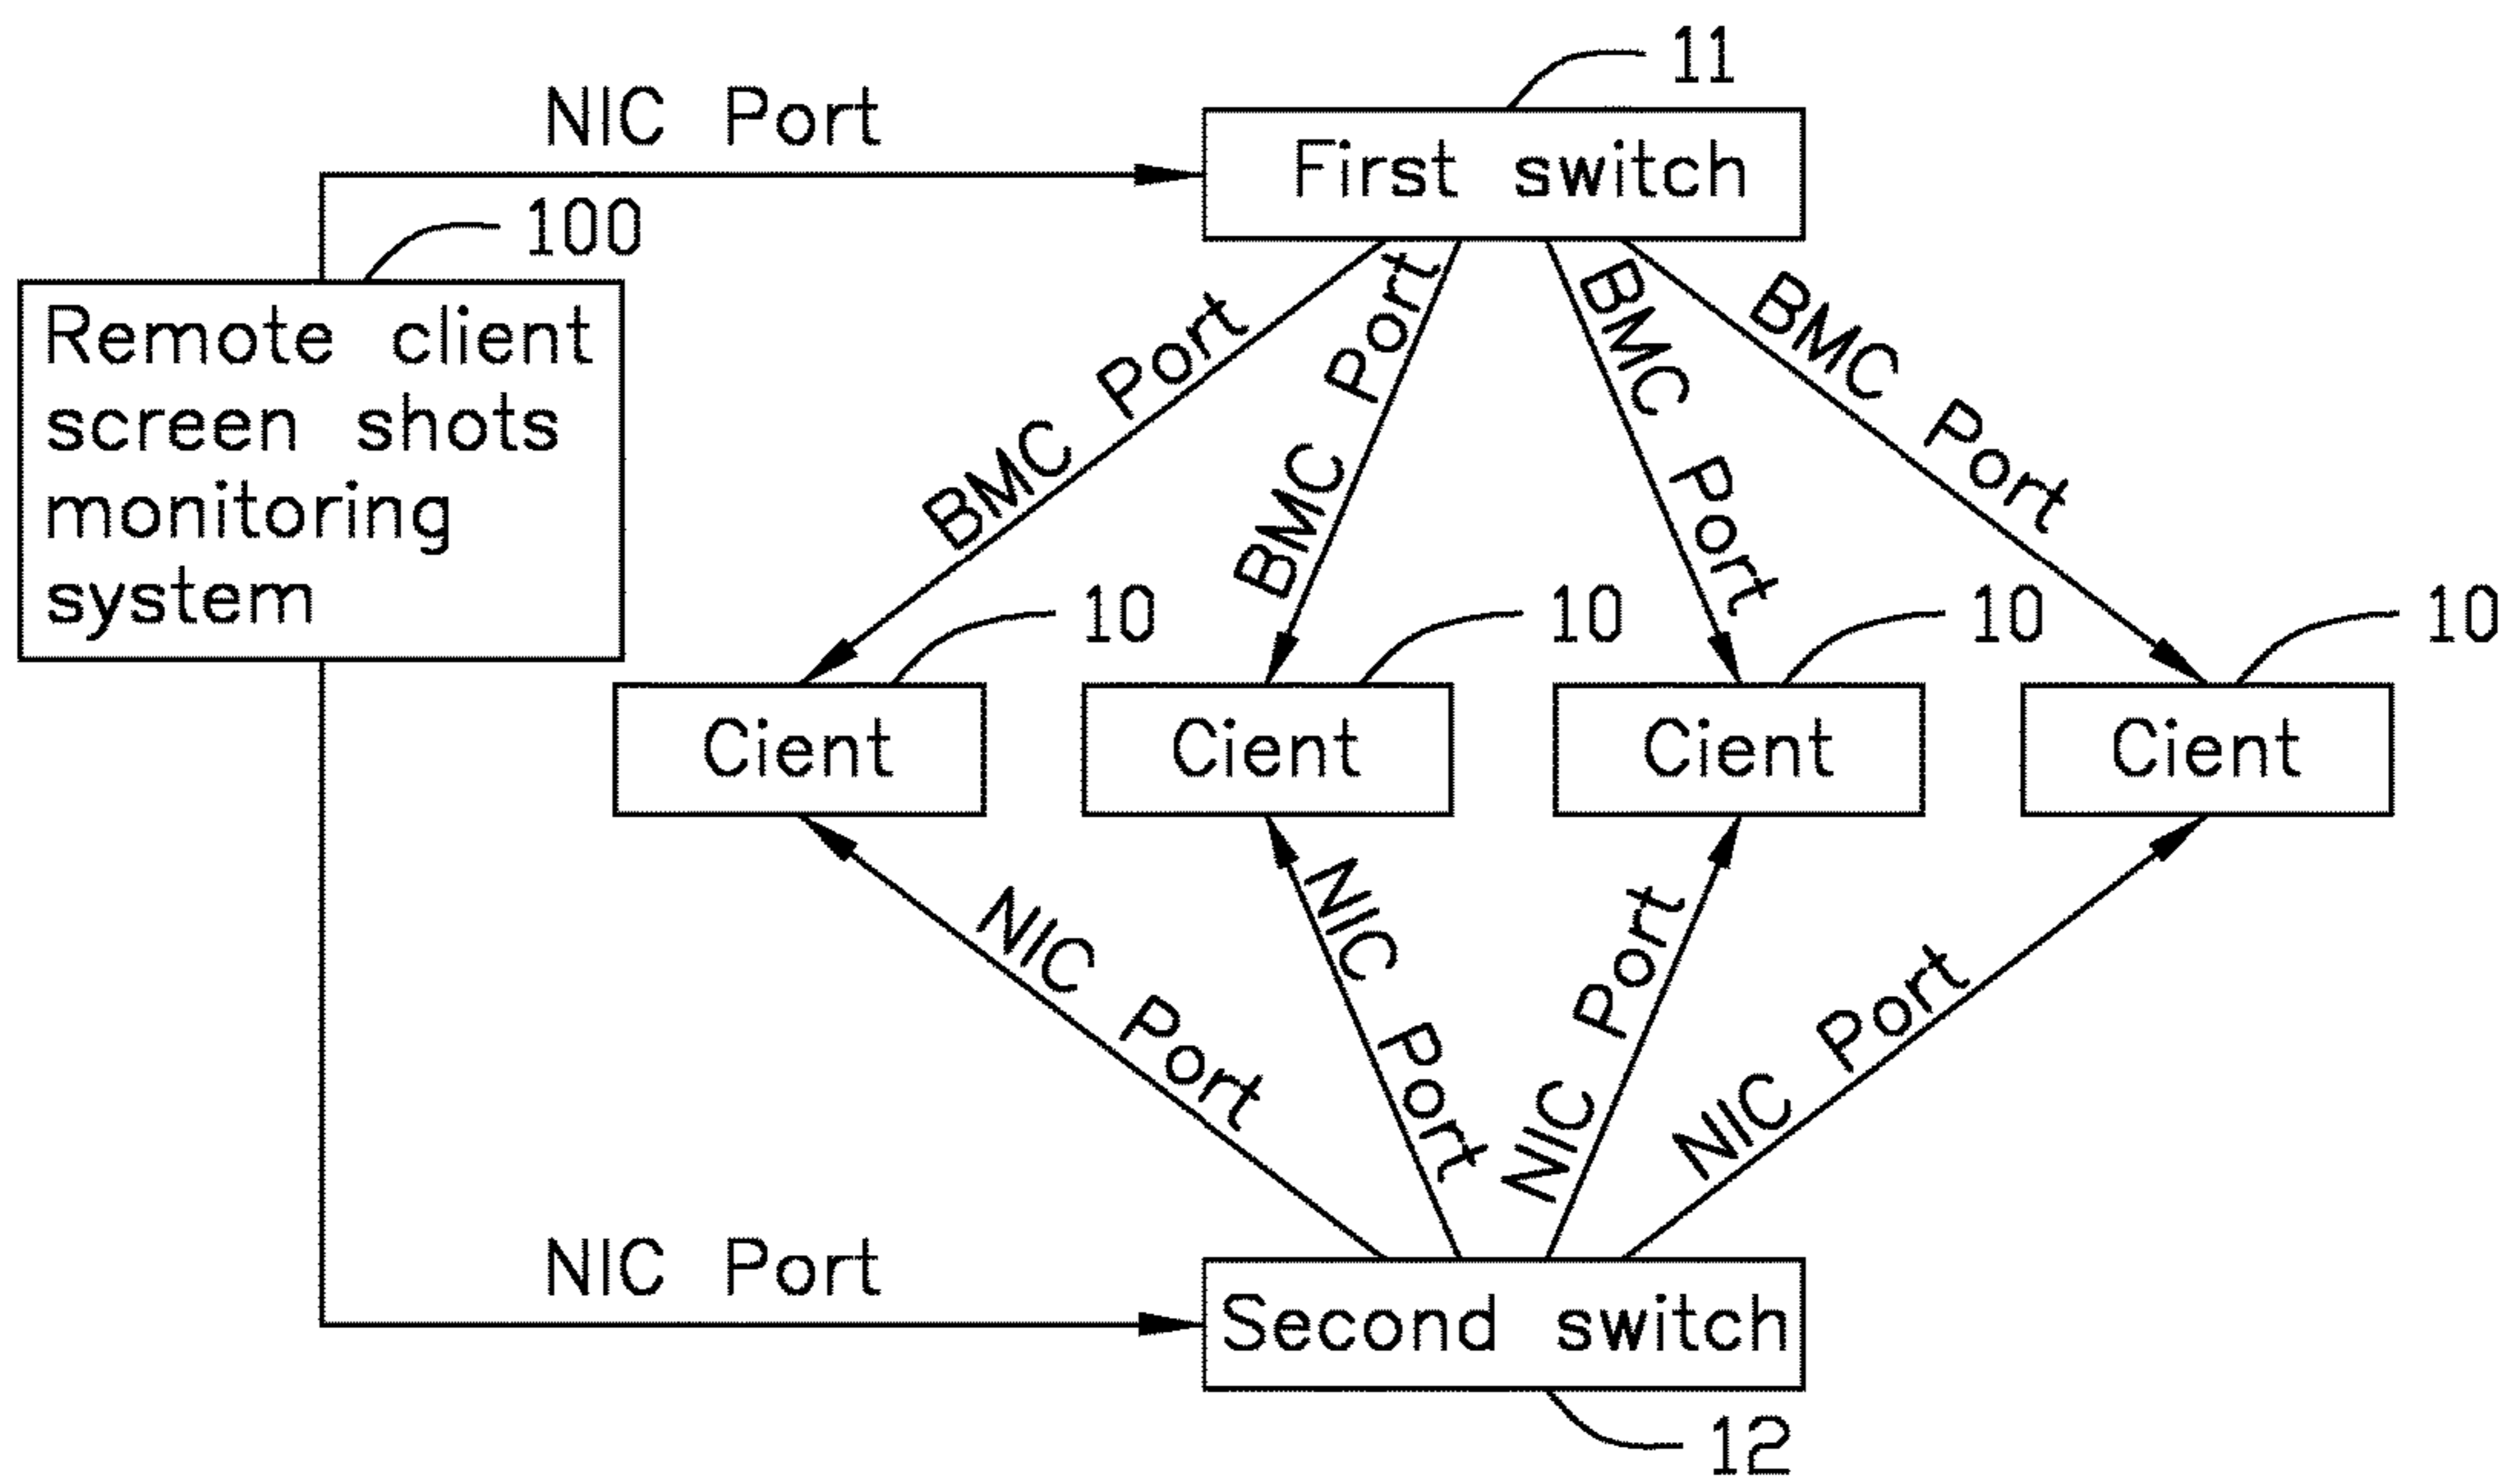 11
NIC Port
First switch
100
Remote client
screen shots
monitoring
system
BMC Port
BMC Port
BMC Port
BMC Port
10
10
10
10
Cient
Cient
Cient
Cient
NIC Port
NIC Port
NIC Port
NIC Port
NIC Port
Second switch
12